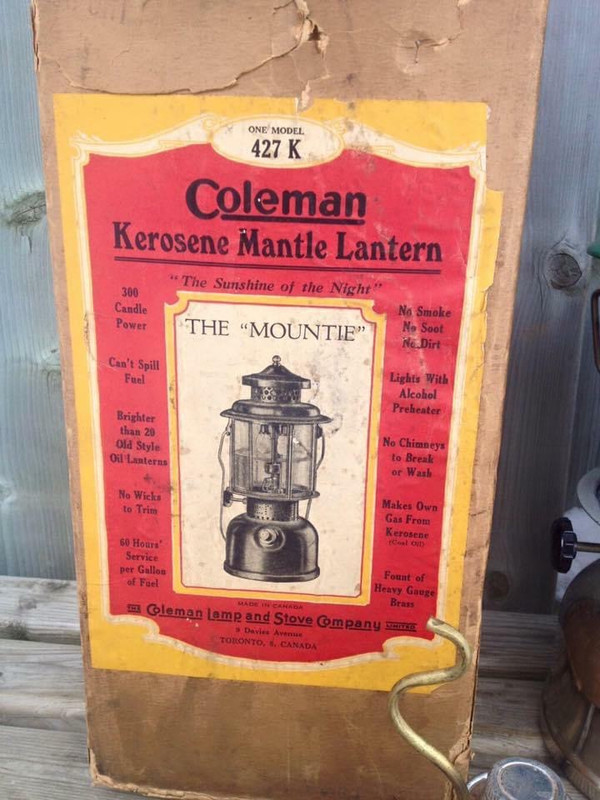 ONE MODEL
427 K
Coleman
Kerosene Mantle Lantern
"The Sunshine of the Night"
THE "MOUNTIE"
300
Candle
Power
Can't Spill
Fuel
Brighter
than 20
Old Style
Oil Lanterns
No Wicks
to Trim
60 Hours'
Service
per Gallon
of Fuel
No Smoke
No Soot
No Dirt
Lights With
Alcohol
Preheater
No Chimneys
to Break
or Wash
Makes Own
Gas From
Kerosene
(Coal Oil)
Fount of
Heavy Gauge
Brass
MADE IN CANADA
THE Coleman Lamp and Stove Company LIMITED
9 Davies Avenue
TORONTO, 8, CANADA